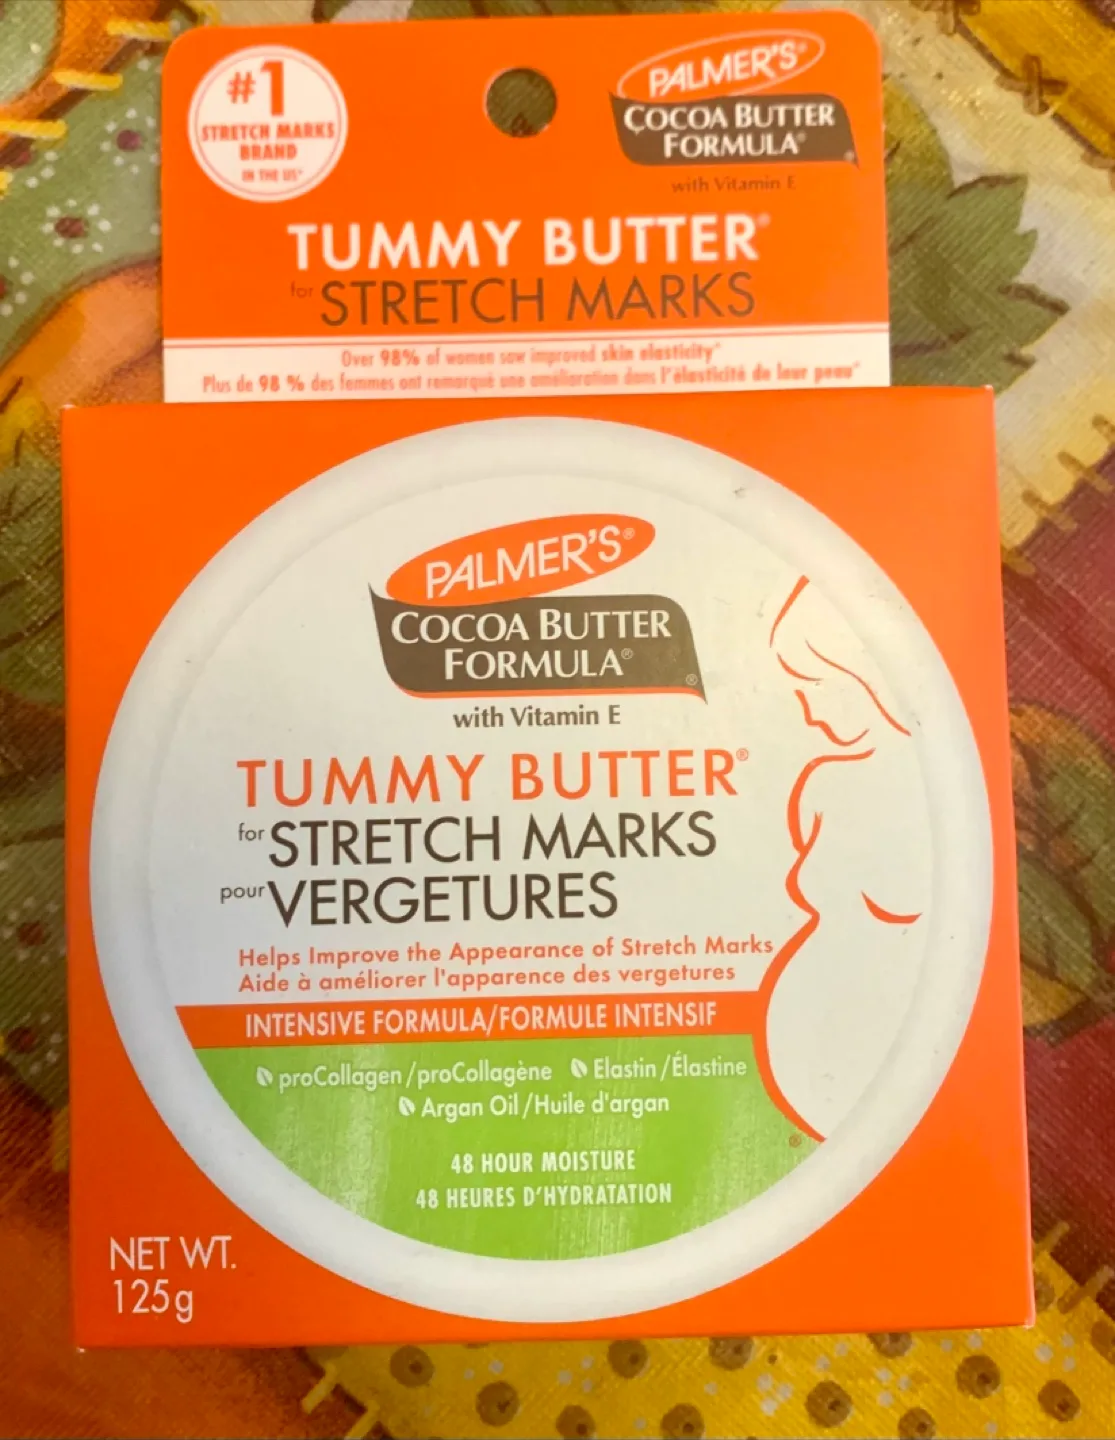 #1
STRETCH MARKS
BRAND
IN THE US*
PALMER'S®
COCOA BUTTER
FORMULA®
with Vitamin E
TUMMY BUTTER®
for STRETCH MARKS
Over 98% of women saw improved skin elasticity*
Plus de 98 % des femmes ont remarqué une amélioration dans l'élasticité de leur peau*
PALMER'S®
COCOA BUTTER
FORMULA®
®
with Vitamin E
TUMMY BUTTER®
for STRETCH MARKS
pour VERGETURES
Helps Improve the Appearance of Stretch Marks
Aide à améliorer l'apparence des vergetures
INTENSIVE FORMULA/FORMULE INTENSIF
proCollagen/proCollagène Elastin/Élastine
Argan Oil/Huile d'argan
48 HOUR MOISTURE
48 HEURES D'HYDRATATION
®
NET WT.
125g